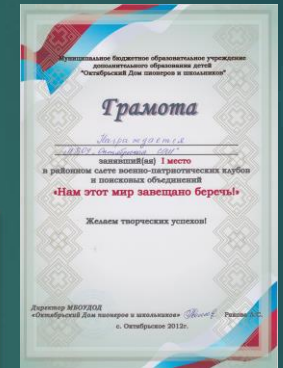 Муниципальное бюджетное образовательное учреждение
дополнительного образования детей
"Октябрьский Дом пионеров и школьников"
Грамота
Награждается
занявший(ая) I место
в районном слете военно-патриотических клубов
и поисковых объединений
«Нам этот мир завещано беречь!»
Желаем творческих успехов!
Директор МБОУДОД
«Октябрьский Дом пионеров и школьников»
с. Октябрьское 2012г.